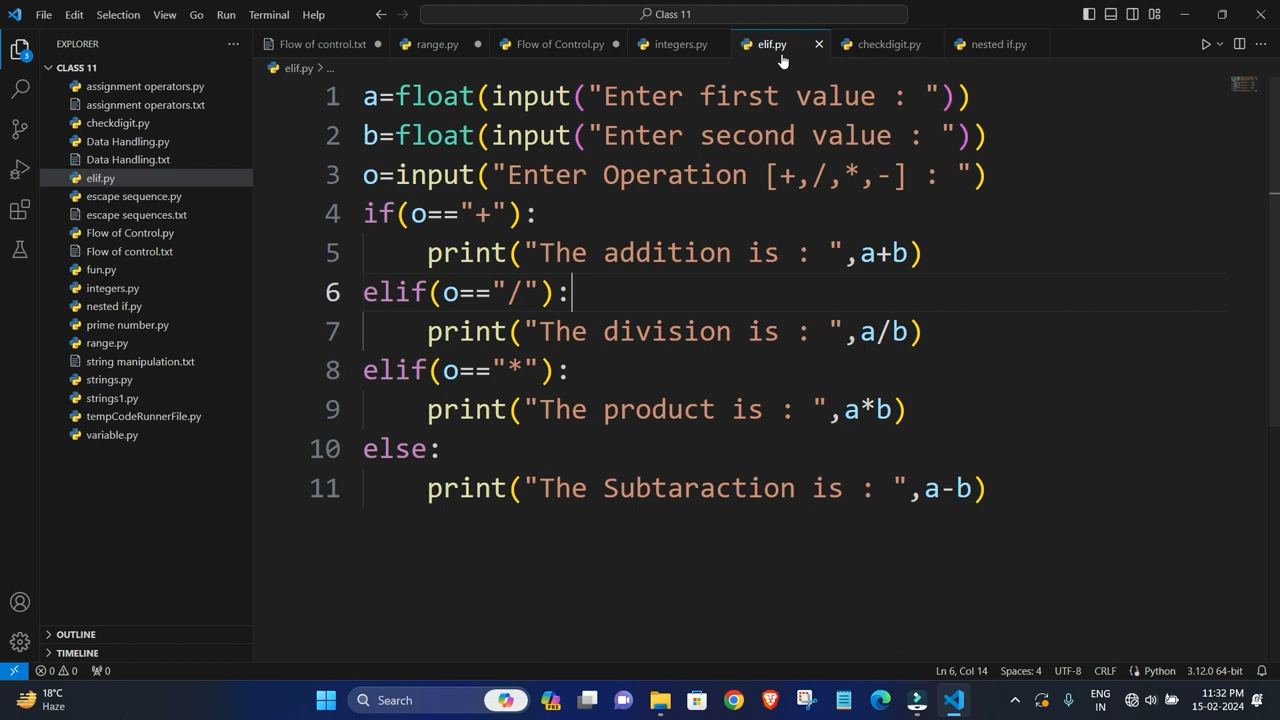 File Edit Selection View Go Run Terminal Help
Class 11
EXPLORER
Flow of control.txt
range.py
Flow of Control.py
integers.py
elif.py
checkdigit.py
nested if.py
3
CLASS 11
assignment operators.py
assignment operators.txt
checkdigit.py
Data Handling.py
Data Handling.txt
elif.py
escape sequence.py
escape sequences.txt
Flow of Control.py
Flow of control.txt
fun.py
integers.py
nested if.py
prime number.py
range.py
string manipulation.txt
strings.py
strings1.py
tempCodeRunnerFile.py
variable.py
OUTLINE
TIMELINE
elif.py > ...
1 a=float(input("Enter first value : "))
2 b=float(input("Enter second value : "))
3 o=input("Enter Operation [+,/,*,-] : ")
4 if(o=="+"):
5 print("The addition is : ",a+b)
6 elif(o=="/"):
7 print("The division is : ",a/b)
8 elif(o=="*"):
9 print("The product is : ",a*b)
10 else:
11 print("The Subtaraction is : ",a-b)
0 0 0
Ln 6, Col 14 Spaces: 4 UTF-8 CRLF Python 3.12.0 64-bit
18°C
Haze
Search
PRE
ENG
IN
11:32 PM
15-02-2024